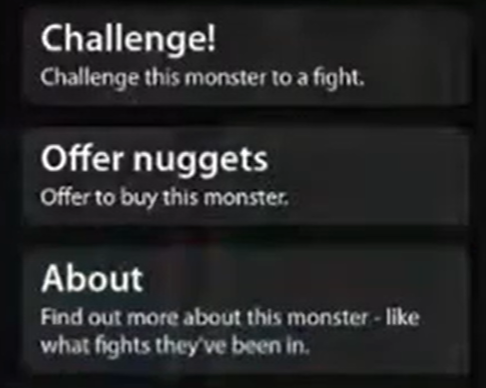 Challenge!
Challenge this monster to a fight.
Offer nuggets
Offer to buy this monster.
About
Find out more about this monster - like
what fights they've been in.